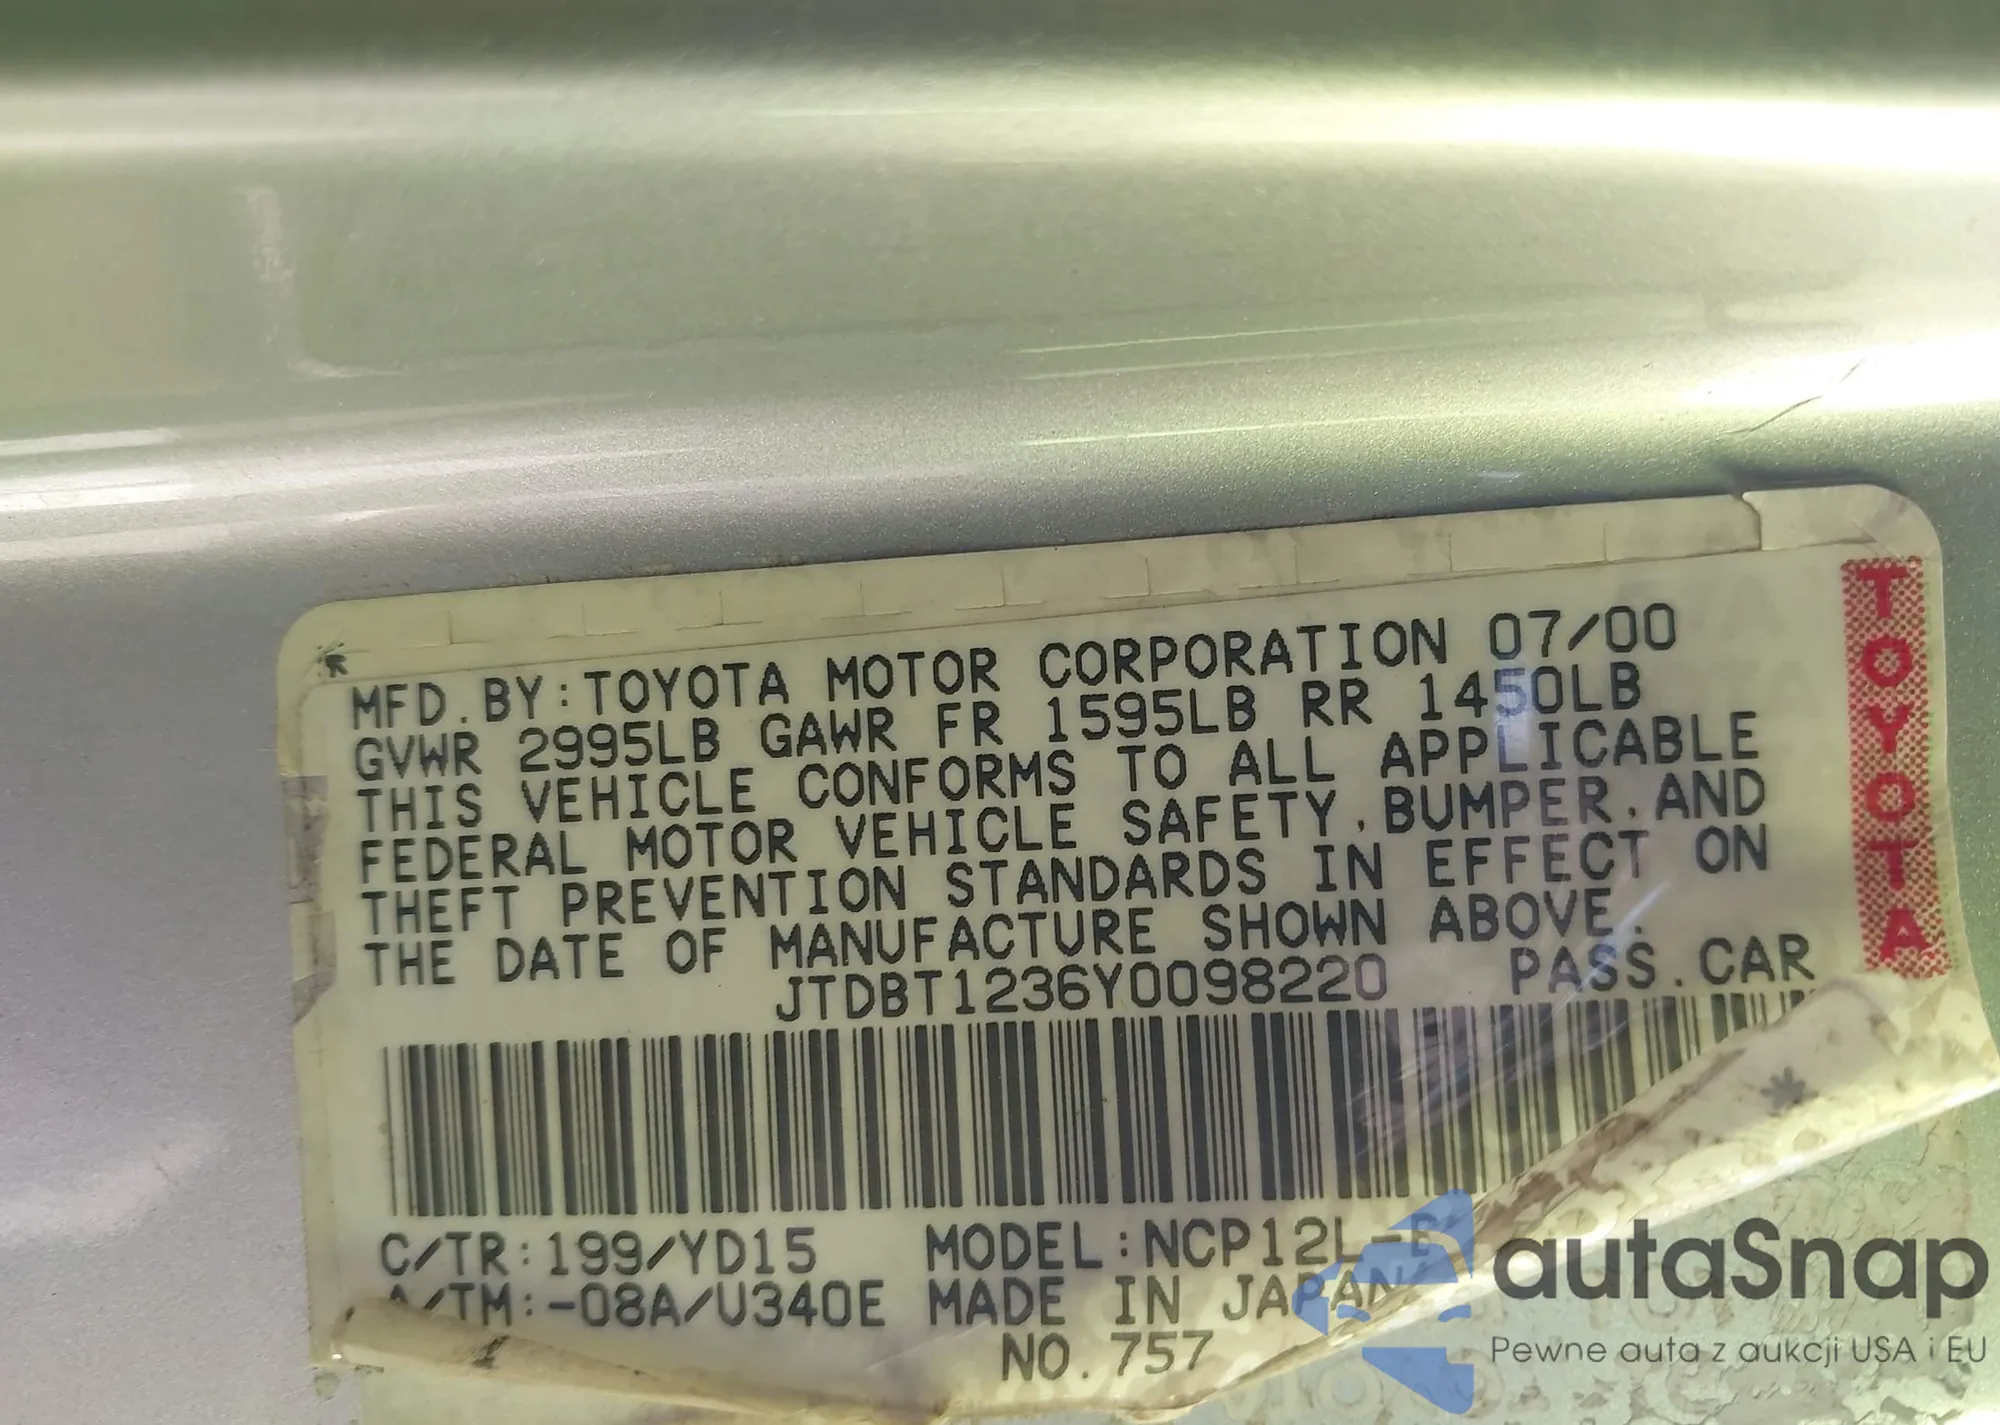 MFD. BY:TOYOTA MOTOR CORPORATION 07/00
GVWR 2995LB GAWR FR 1595LB RR 1450LB
THIS VEHICLE CONFORMS TO ALL APPLICABLE
FEDERAL MOTOR VEHICLE SAFETY, BUMPER, AND
THEFT PREVENTION STANDARDS IN EFFECT ON
THE DATE OF MANUFACTURE SHOWN ABOVE.
JTDBT1236Y0098220 PASS. CAR
TOYOTA
C/TR:199/YD15 MODEL:NCP12L-
A/TM:-08A/U340E MADE IN JAPAN
NO. 757
autaSnap
Pewne auta z aukcji USA i EU